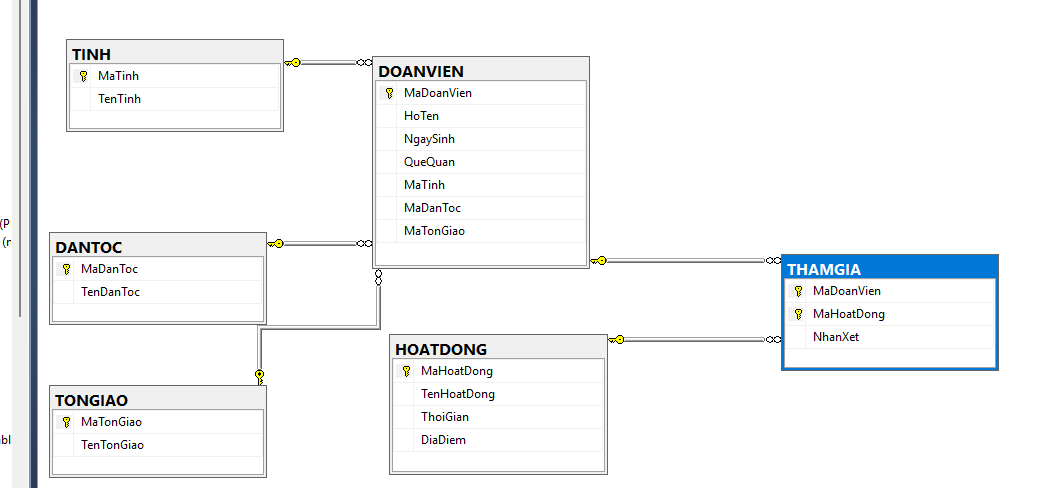 TINH
MaTinh
TenTinh
DOANVIEN
MaDoanVien
HoTen
NgaySinh
QueQuan
MaTinh
MaDanToc
MaTonGiao
(P
(r
DANTOC
MaDanToc
TenDanToc
THAMGIA
MaDoanVien
MaHoatDong
NhanXet
HOATDONG
MaHoatDong
TenHoatDong
ThoiGian
DiaDiem
TONGIAO
MaTonGiao
TenTonGiao
abl